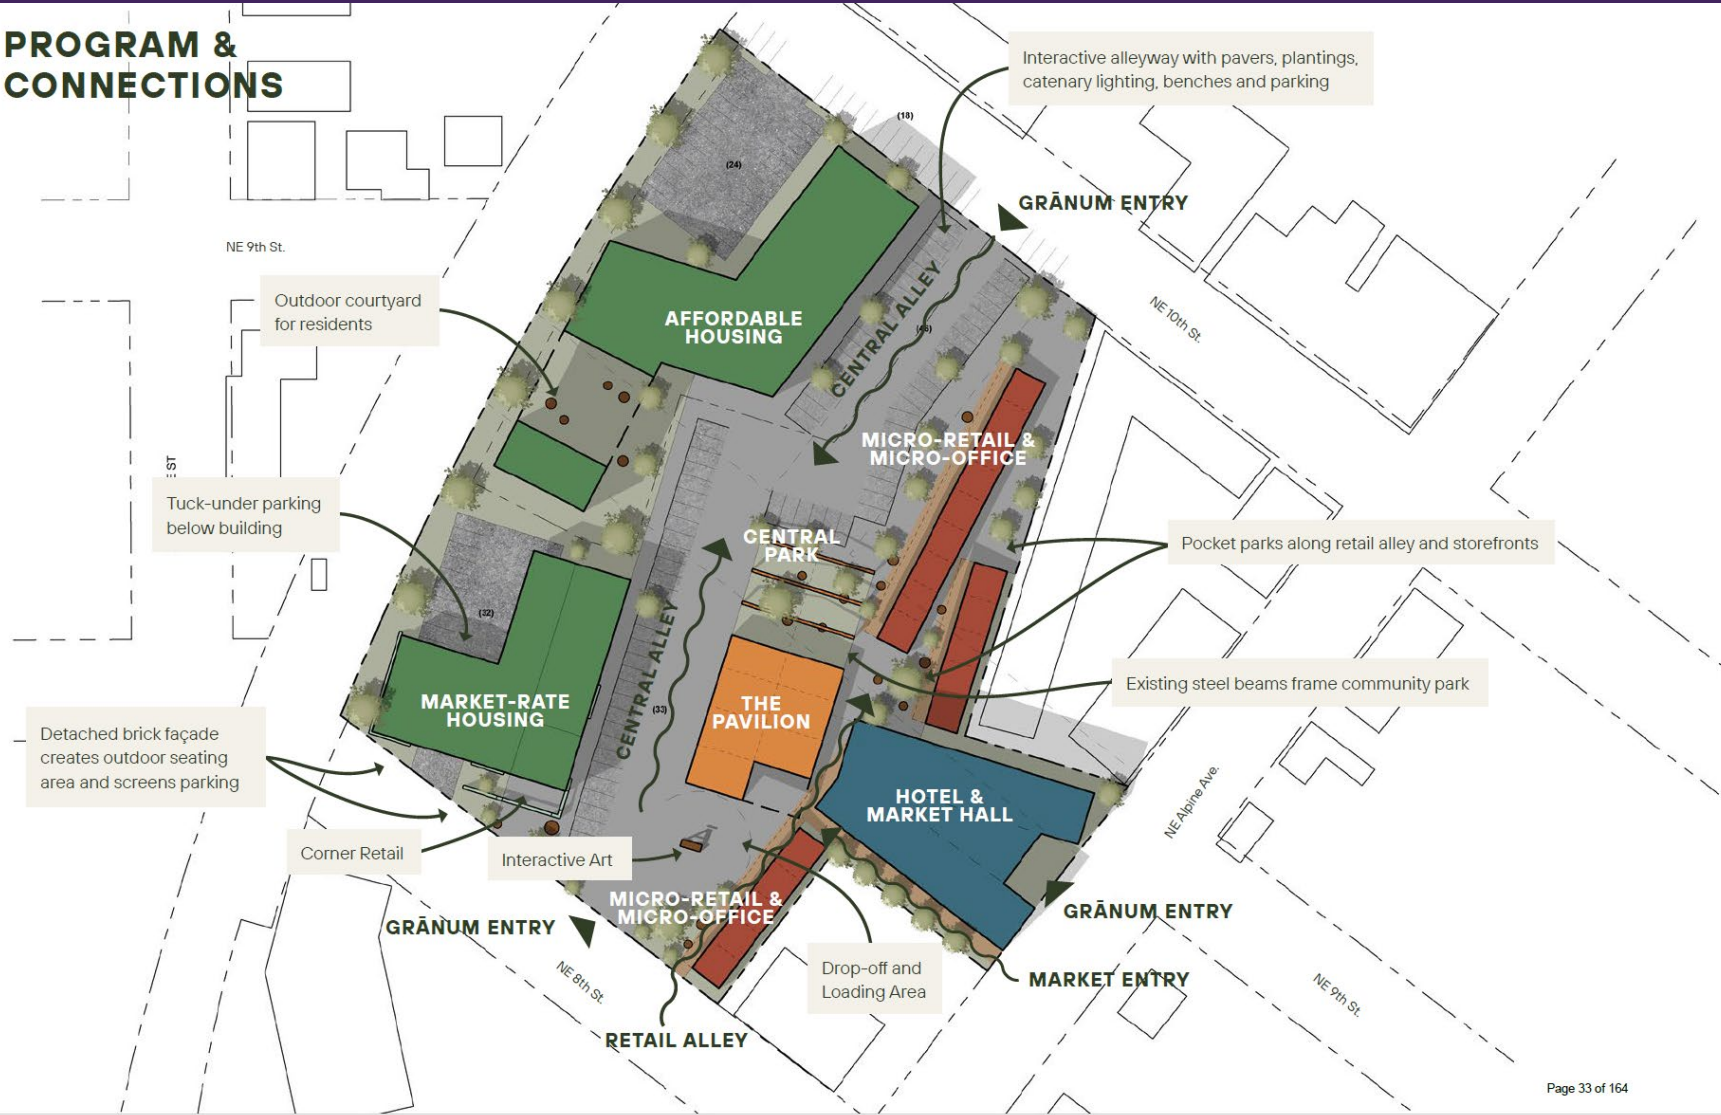 PROGRAM &
CONNECTIONS
Interactive alleyway with pavers, plantings,
catenary lighting, benches and parking
(18)
(24)
GRĀNUM ENTRY
NE 9th St.
Outdoor courtyard
for residents
AFFORDABLE
HOUSING
CENTRAL ALLEY
NE 10th St.
MICRO-RETAIL &
MICRO-OFFICE
E ST
Tuck-under parking
below building
CENTRAL
PARK
Pocket parks along retail alley and storefronts
(32)
CENTRAL ALLEY
Existing steel beams frame community park
MARKET-RATE
HOUSING
(33)
THE
PAVILION
Detached brick façade
creates outdoor seating
area and screens parking
HOTEL &
MARKET HALL
NE Alpine Ave.
Corner Retail
Interactive Art
MICRO-RETAIL &
MICRO-OFFICE
GRĀNUM ENTRY
GRĀNUM ENTRY
NE 8th St.
Drop-off and
Loading Area
MARKET ENTRY
NE 9th St.
RETAIL ALLEY
Page 33 of 164